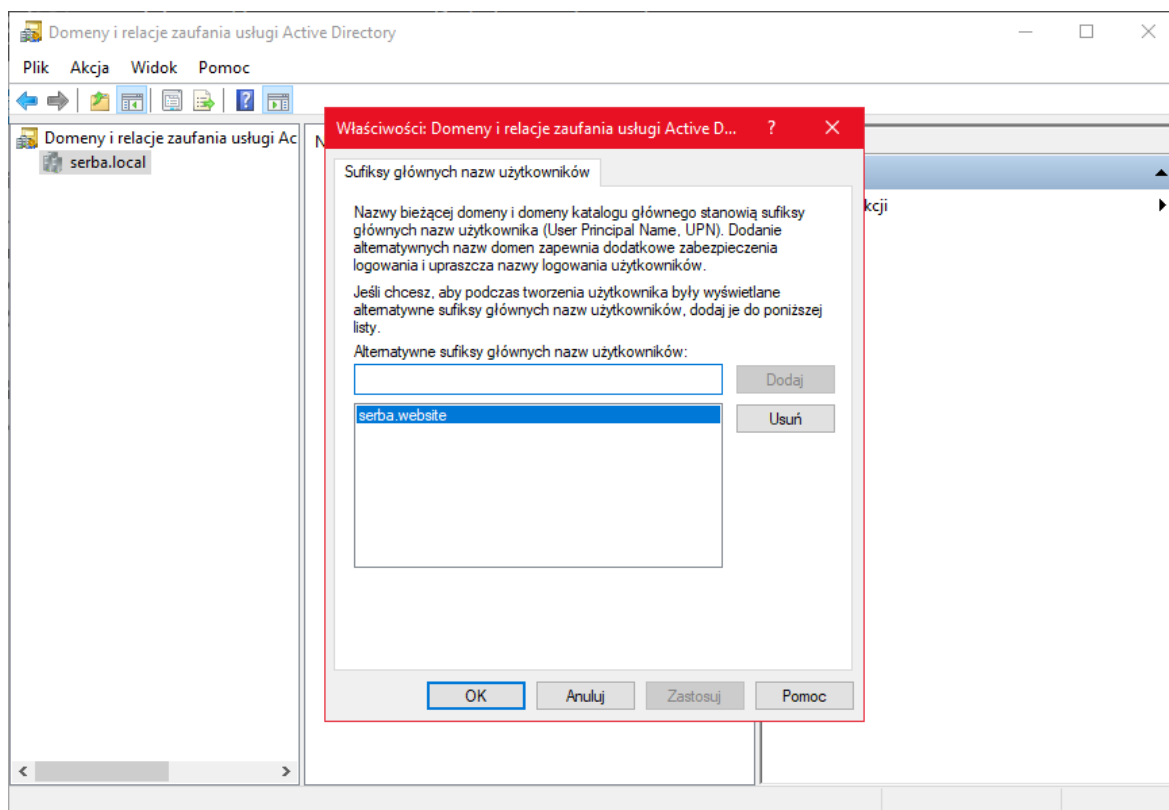 Domeny i relacje zaufania usługi Active Directory
Plik Akcja Widok Pomoc
Domeny i relacje zaufania usługi Ac
serba.local
N
Właściwości: Domeny i relacje zaufania usługi Active D... ?
Sufiksy głównych nazw użytkowników
Nazwy bieżącej domeny i domeny katalogu głównego stanowią sufiksy
głównych nazw użytkownika (User Principal Name, UPN). Dodanie
alternatywnych nazw domen zapewnia dodatkowe zabezpieczenia
logowania i upraszcza nazwy logowania użytkowników.
Jeśli chcesz, aby podczas tworzenia użytkownika były wyświetlane
alternatywne sufiksy głównych nazw użytkowników, dodaj je do poniższej
listy.
Alternatywne sufiksy głównych nazw użytkowników:
Dodaj
serba.website
Usuń
OK Anuluj Zastosuj Pomoc
kcji